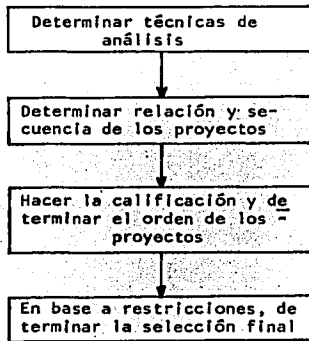 Determinar técnicas de
análisis
Determinar relación y se-
cuencia de los proyectos
Hacer la calificación y de
terminar el orden de los -
proyectos
En base a restricciones, de
terminar la selección final